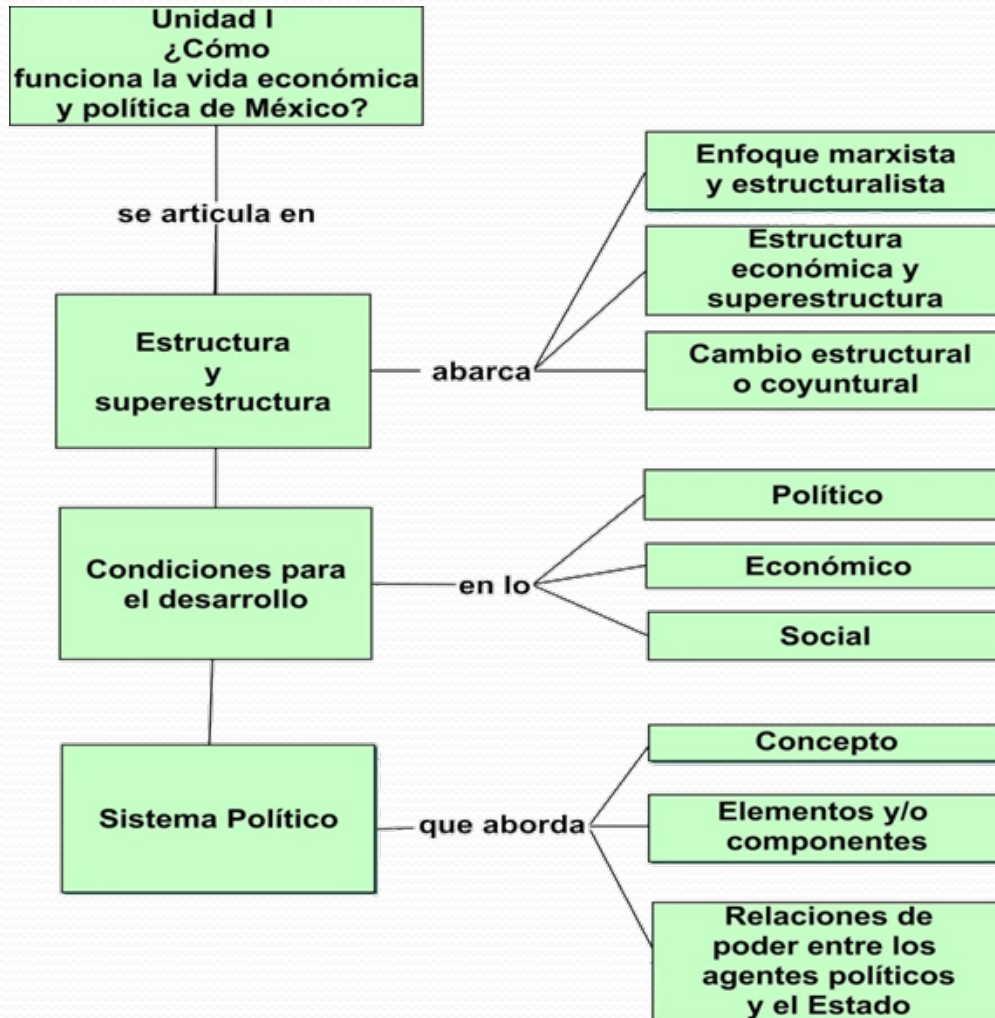 Unidad I
¿Cómo
funciona la vida económica
y política de México?
se articula en
Estructura
y
superestructura
abarca
Enfoque marxista
y estructuralista
Estructura
económica y
superestructura
Cambio estructural
o coyuntural
Condiciones para
el desarrollo
en lo
Político
Económico
Social
Sistema Político
que aborda
Concepto
Elementos y/o
componentes
Relaciones de
poder entre los
agentes políticos
y el Estado